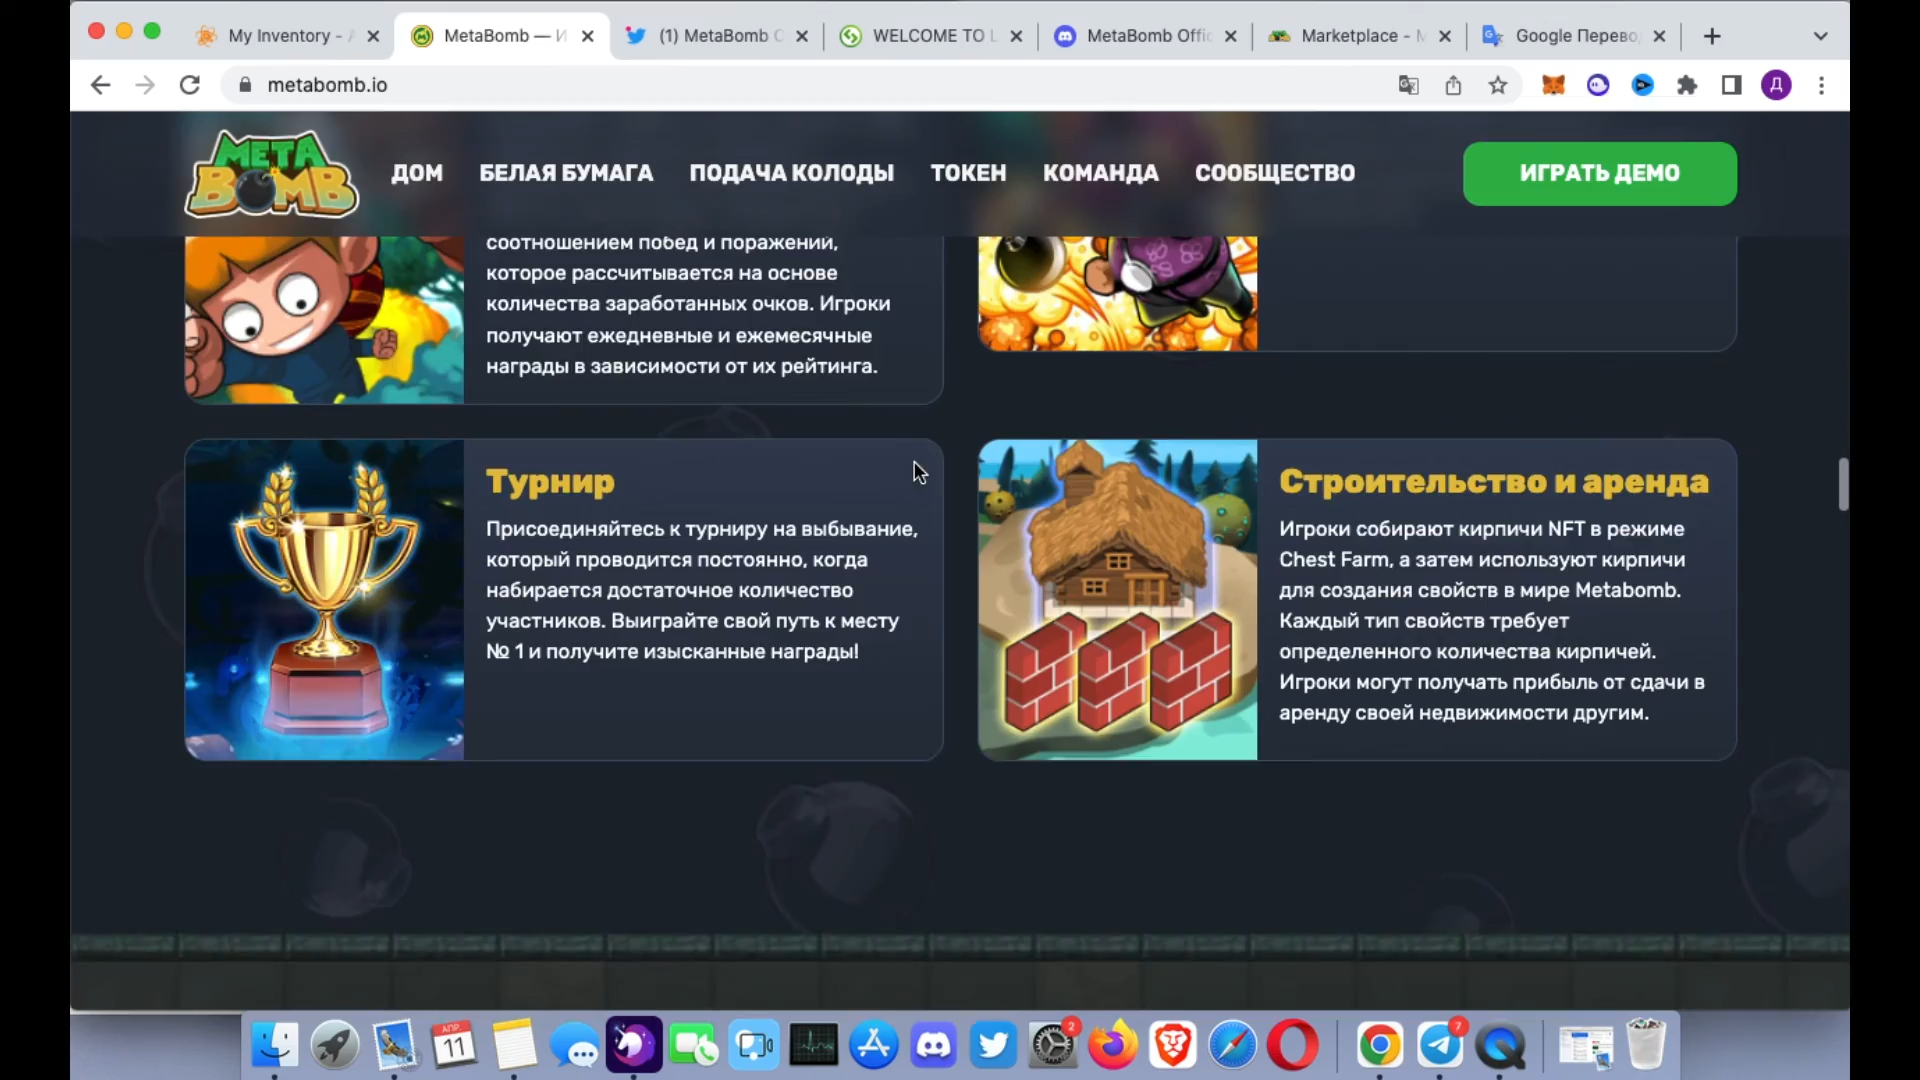 My Inventory - A
MetaBomb — И
(1) MetaBomb O
WELCOME TO L
MetaBomb Offic
Marketplace - M
Google Перево
metabomb.io
Д
META
BOMB
ДОМ
БЕЛАЯ БУМАГА
ПОДАЧА КОЛОДЫ
ТОКЕН
КОМАНДА
СООБЩЕСТВО
ИГРАТЬ ДЕМО
соотношением побед и поражений,
которое рассчитывается на основе
количества заработанных очков. Игроки
получают ежедневные и ежемесячные
награды в зависимости от их рейтинга.
Турнир
Присоединяйтесь к турниру на выбывание,
который проводится постоянно, когда
набирается достаточное количество
участников. Выиграйте свой путь к месту
№ 1 и получите изысканные награды!
Строительство и аренда
Игроки собирают кирпичи NFT в режиме
Chest Farm, а затем используют кирпичи
для создания свойств в мире Metabomb.
Каждый тип свойств требует
определенного количества кирпичей.
Игроки могут получать прибыль от сдачи в
аренду своей недвижимости другим.
АПР.
11
2
7